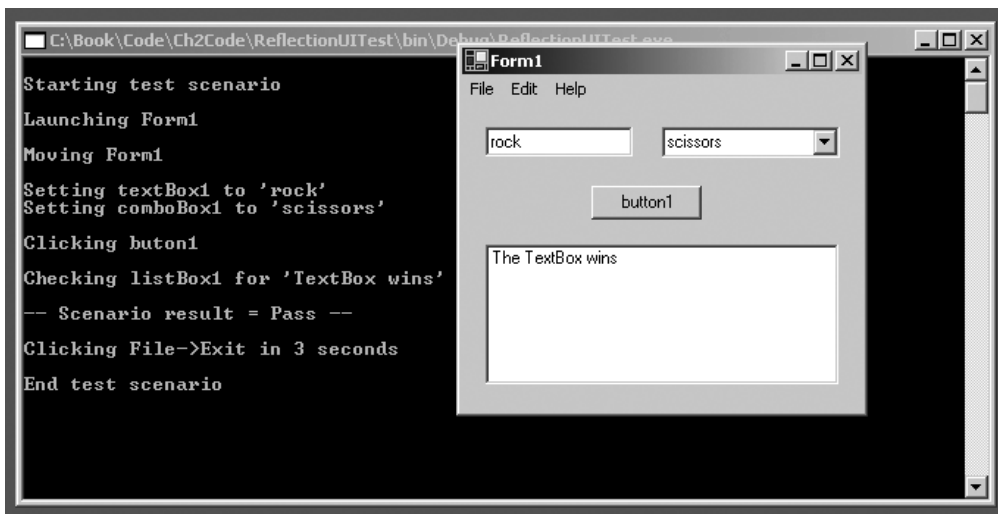 C:\Book\Code\Ch2Code\ReflectionUITest\bin\Debug\ReflectionUITest.exe
Starting test scenario
Launching Form1
Moving Form1
Setting textBox1 to 'rock'
Setting comboBox1 to 'scissors'
Clicking buton1
Checking listBox1 for 'TextBox wins'
-- Scenario result = Pass --
Clicking File->Exit in 3 seconds
End test scenario
Form1
File Edit Help
rock
scissors
button1
The TextBox wins